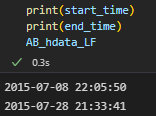 print(start_time)
print(end_time)
AB_hdata_LF
✓ 0.3s
2015-07-08 22:05:50
2015-07-28 21:33:41